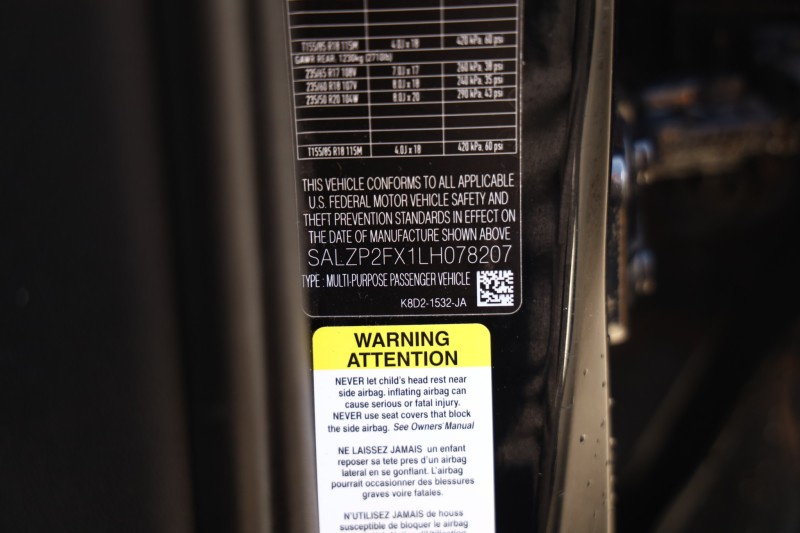 T155/85 R18 115M 4.0J x 18 420 kPa, 60 psi
GAWR REAR. 1230kg (2710lb)
235/65 R17 108V 7.0J x 17 260 kPa, 38 psi
235/60 R18 107V 8.0J x 18 240 kPa, 35 psi
235/50 R20 104W 8.0J x 20 290 kPa, 43 psi
T155/85 R18 115M 4.0J x 18 420 kPa, 60 psi
THIS VEHICLE CONFORMS TO ALL APPLICABLE
U.S. FEDERAL MOTOR VEHICLE SAFETY AND
THEFT PREVENTION STANDARDS IN EFFECT ON
THE DATE OF MANUFACTURE SHOWN ABOVE
SALZP2FX1LH078207
TYPE : MULTI-PURPOSE PASSENGER VEHICLE
K8D2-1532-JA
WARNING
ATTENTION
NEVER let child's head rest near
side airbag, inflating airbag can
cause serious or fatal injury.
NEVER use seat covers that block
the side airbag. See Owners Manual
NE LAISSEZ JAMAIS un enfant
reposer sa tete pres d'un airbag
lateral en se gonflant. L'airbag
pourrait occasionner des blessures
graves voire fatales.
N'UTILISEZ JAMAIS de houss
susceptible de bloquer le airbag